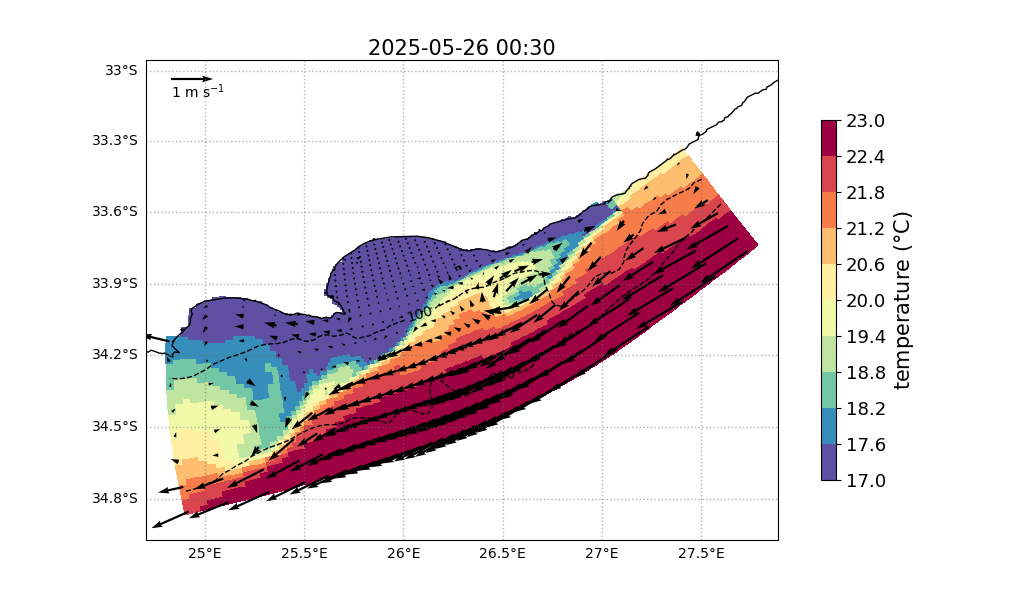 2025-05-26 00:30
1 m s⁻¹
33°S
33.3°S
33.6°S
33.9°S
34.2°S
34.5°S
34.8°S
25°E
25.5°E
26°E
26.5°E
27°E
27.5°E
100
23.0
22.4
21.8
21.2
20.6
20.0
19.4
18.8
18.2
17.6
17.0
temperature (°C)